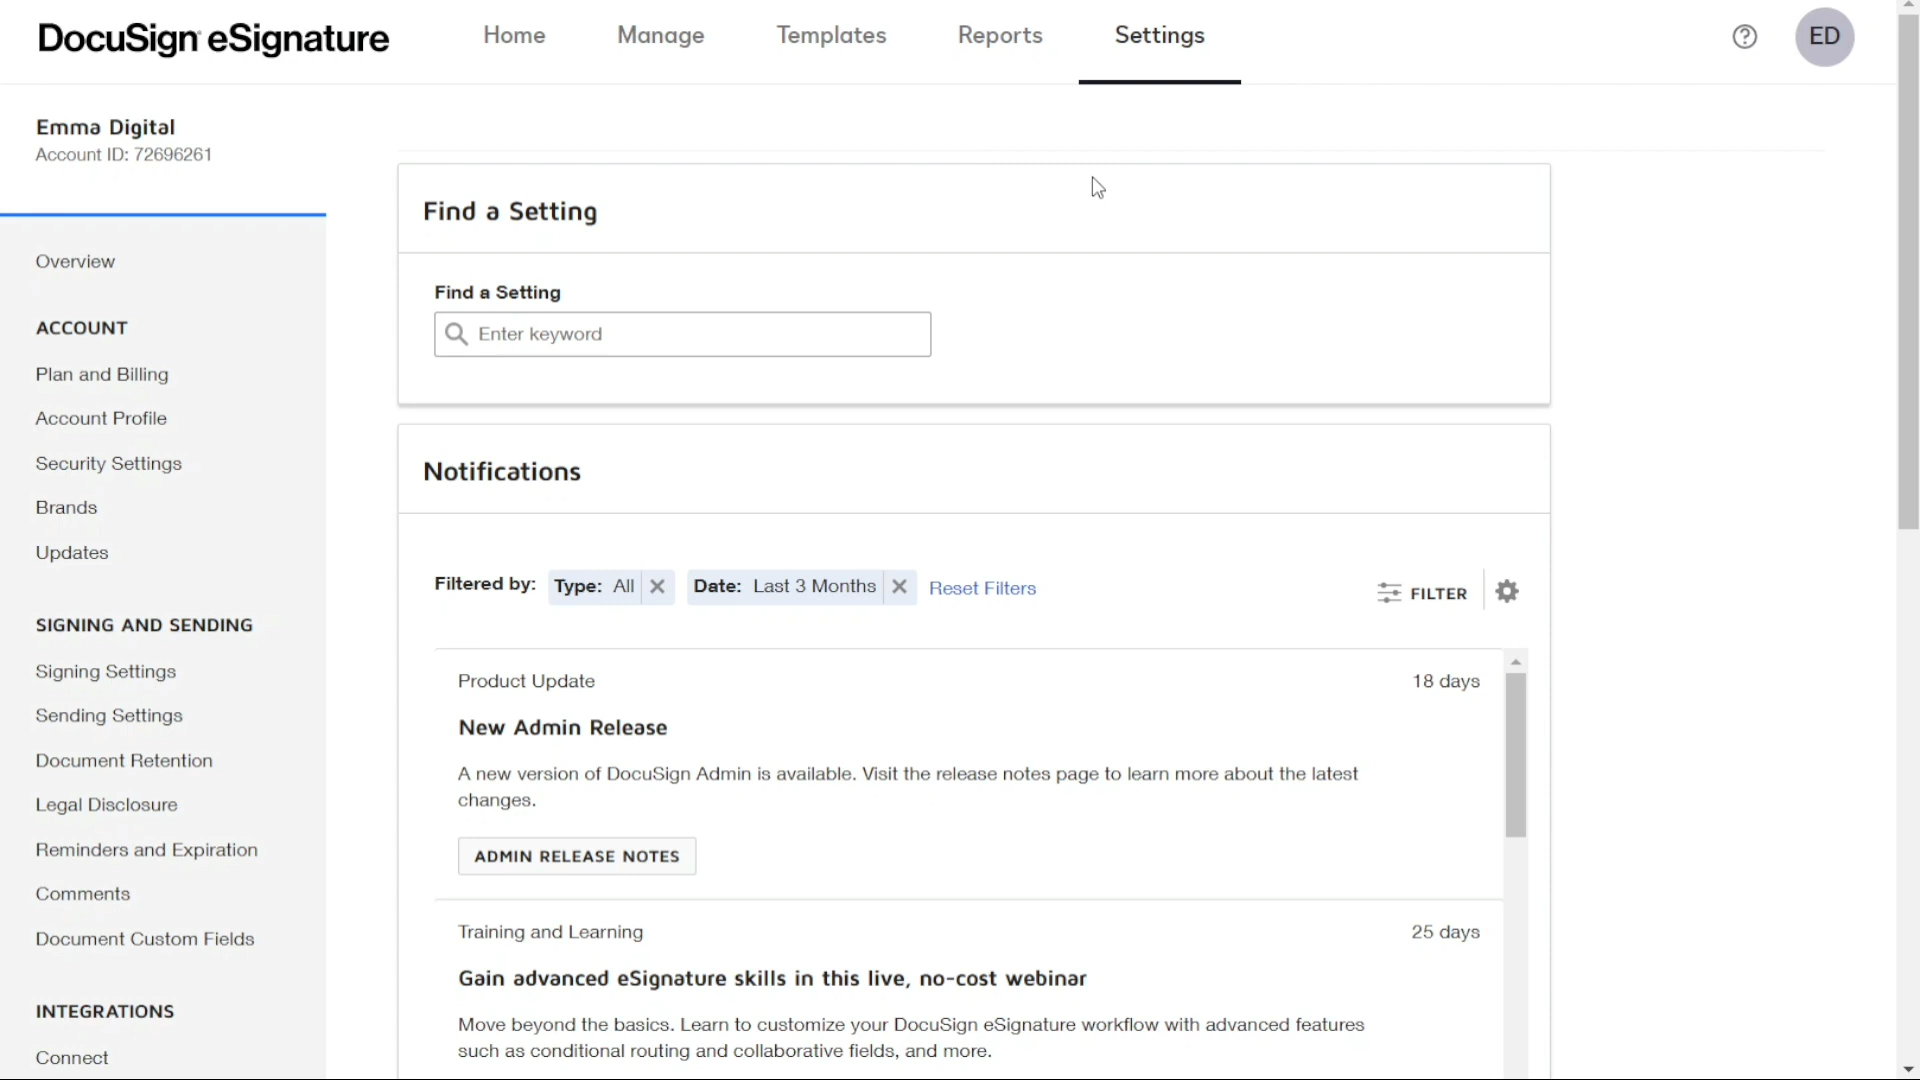 DocuSign eSignature
Home
Manage
Templates
Reports
Settings
ED
Emma Digital
Account ID: 72696261
Overview
ACCOUNT
Plan and Billing
Account Profile
Security Settings
Brands
Updates
SIGNING AND SENDING
Signing Settings
Sending Settings
Document Retention
Legal Disclosure
Reminders and Expiration
Comments
Document Custom Fields
INTEGRATIONS
Connect
Find a Setting
Find a Setting
Enter keyword
Notifications
Filtered by: Type: All Date: Last 3 Months Reset Filters
FILTER
Product Update
18 days
New Admin Release
A new version of DocuSign Admin is available. Visit the release notes page to learn more about the latest
changes.
ADMIN RELEASE NOTES
Training and Learning
25 days
Gain advanced eSignature skills in this live, no-cost webinar
Move beyond the basics. Learn to customize your DocuSign eSignature workflow with advanced features
such as conditional routing and collaborative fields, and more.